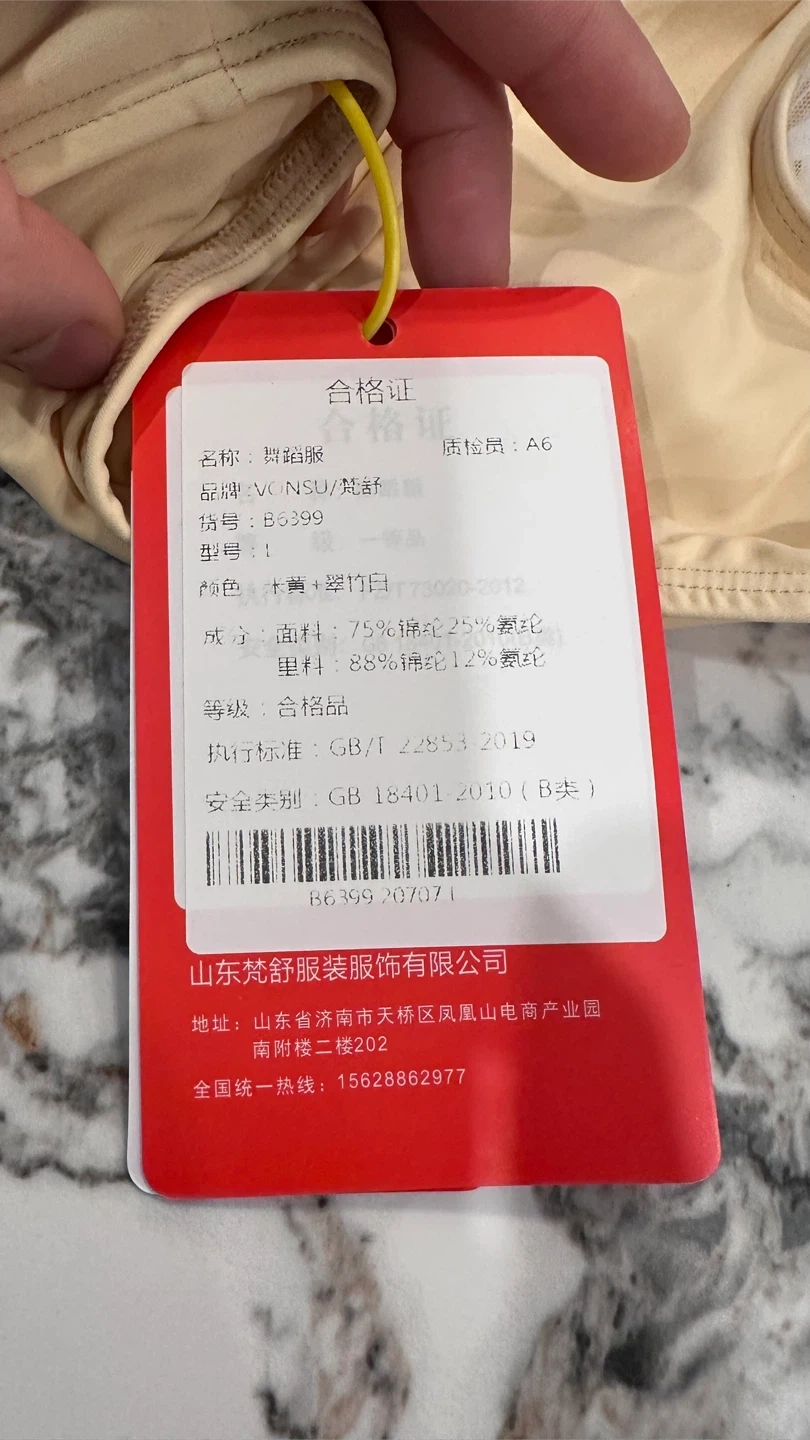 合格证
名称：舞蹈服
质检员：A6
品牌:VONSU/梵舒
货号：B6399
型号：L
颜色 米黄+翠竹白
成分：面料：75%锦纶25%氨纶
里料：88%锦纶12%氨纶
等级：合格品
执行标准：GB/T 22853-2019
安全类别：GB 18401-2010（B类）
B6399 20707 L
山东梵舒服装服饰有限公司
地址：山东省济南市天桥区凤凰山电商产业园
南附楼二楼202
全国统一热线：15628862977